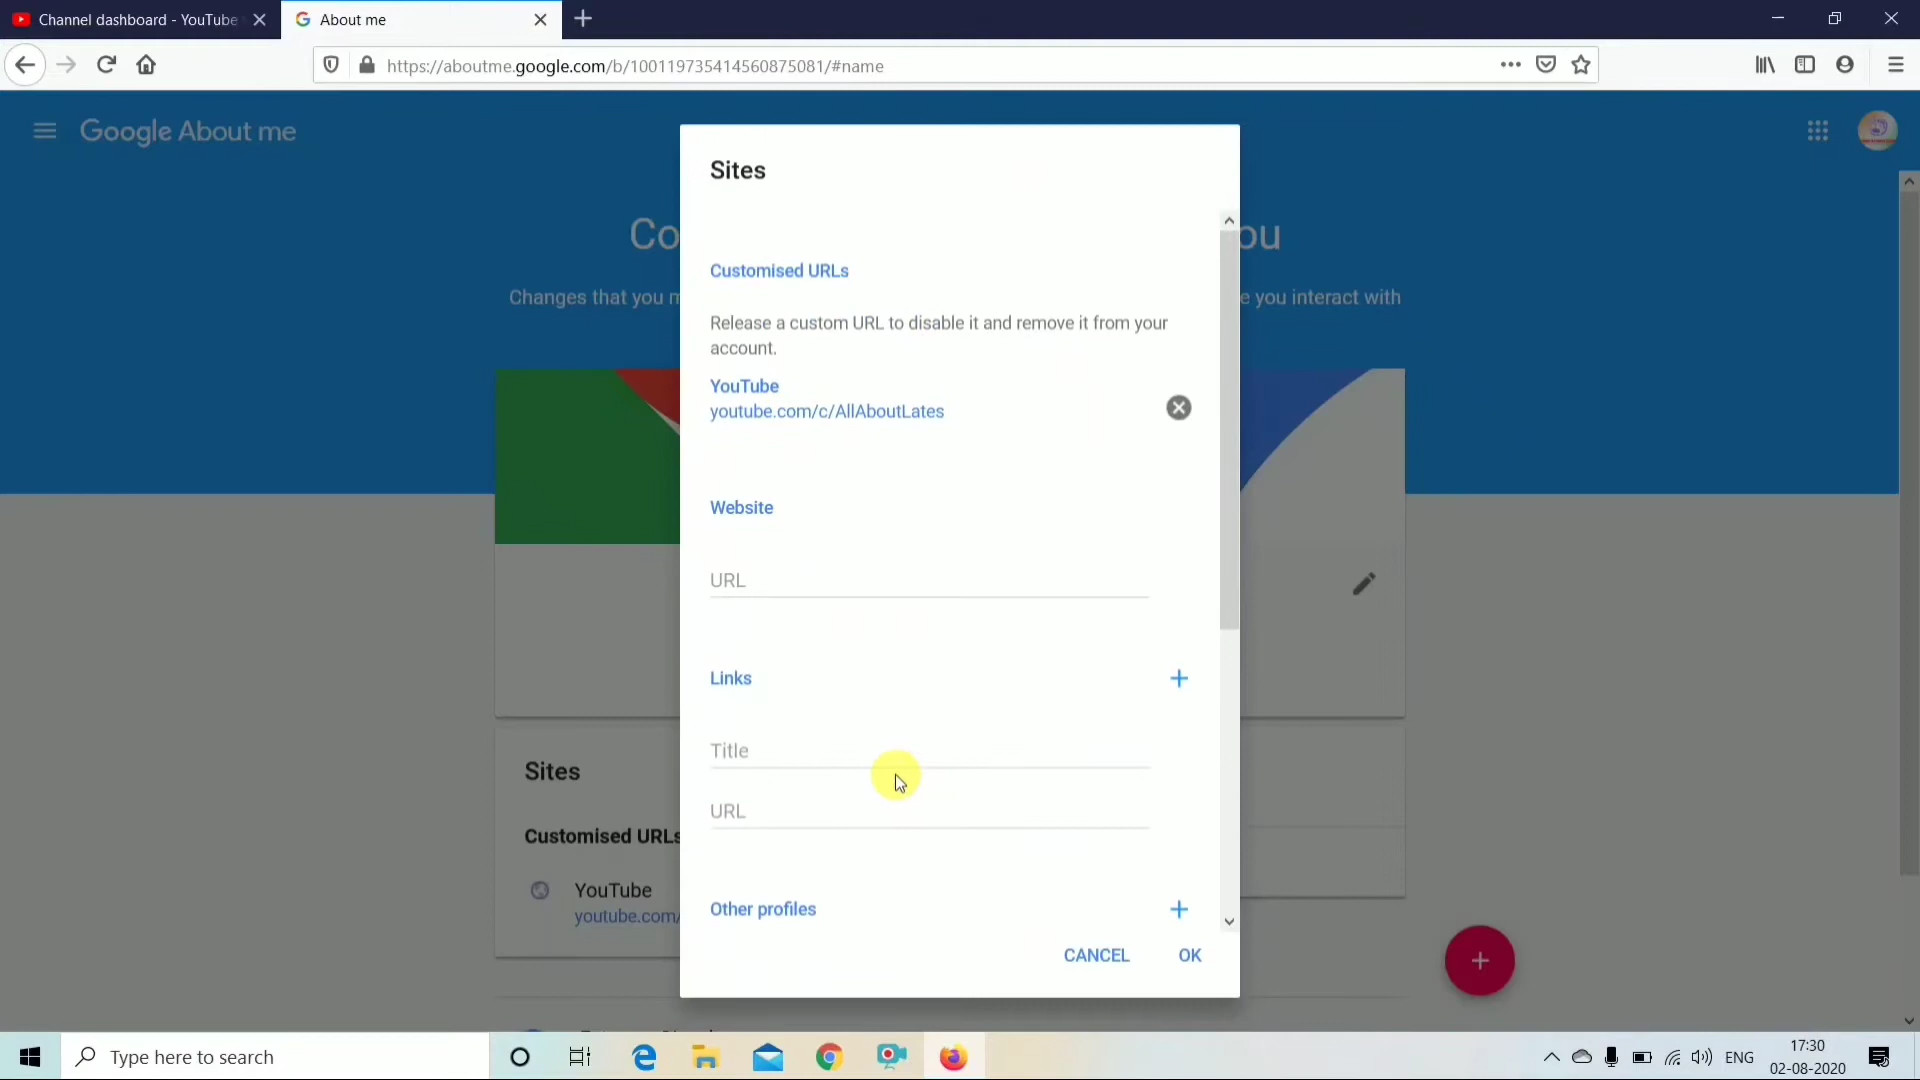 Channel dashboard - YouTube
About me
https://aboutme.google.com/b/100119735414560875081/#name
Google About me
Co
ou
Changes that you m
e you interact with
Sites
Customised URLs
Release a custom URL to disable it and remove it from your
account.
YouTube
youtube.com/c/AllAboutLates
Website
URL
Links
Title
URL
Other profiles
CANCEL OK
Sites
Customised URLs
YouTube
youtube.com/
Type here to search
ENG
17:30
02-08-2020